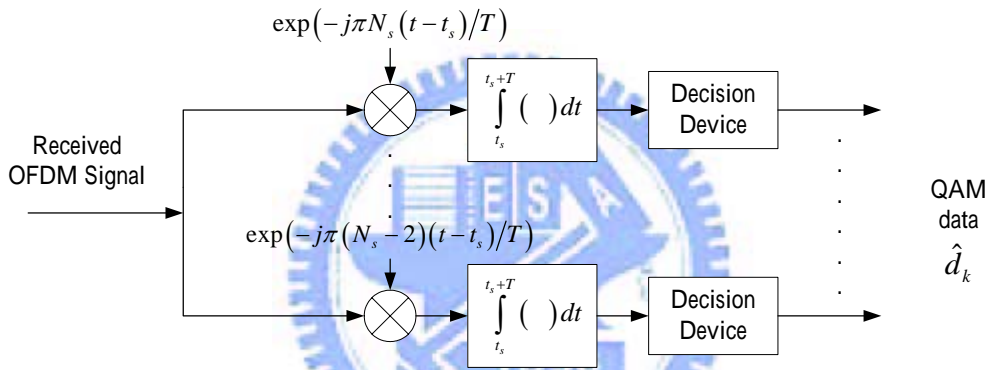 exp(−jπN_s(t−t_s)/T)
t_s+T
∫ ( )dt
t_s
Decision
Device
Received
OFDM Signal
E S A
QAM
data
d̂_k
exp(−jπ(N_s−2)(t−t_s)/T)
t_s+T
∫ ( )dt
t_s
Decision
Device